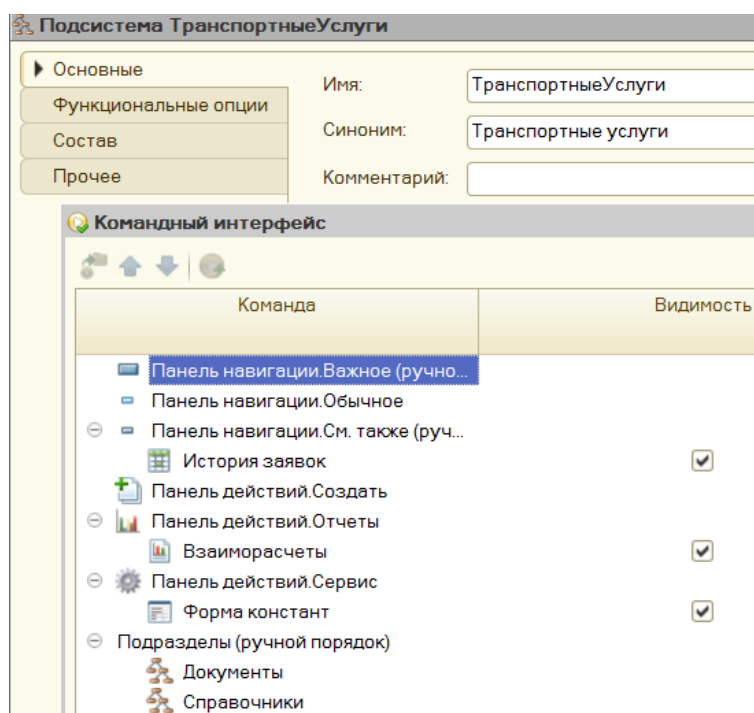 Подсистема ТранспортныеУслуги
Основные
Функциональные опции
Состав
Прочее
Имя: ТранспортныеУслуги
Синоним: Транспортные услуги
Комментарий:
Командный интерфейс
Команда Видимость
Панель навигации.Важное (ручно...
Панель навигации.Обычное
Панель навигации.См. также (руч...
История заявок
Панель действий.Создать
Панель действий.Отчеты
Взаиморасчеты
Панель действий.Сервис
Форма констант
Подразделы (ручной порядок)
Документы
Справочники